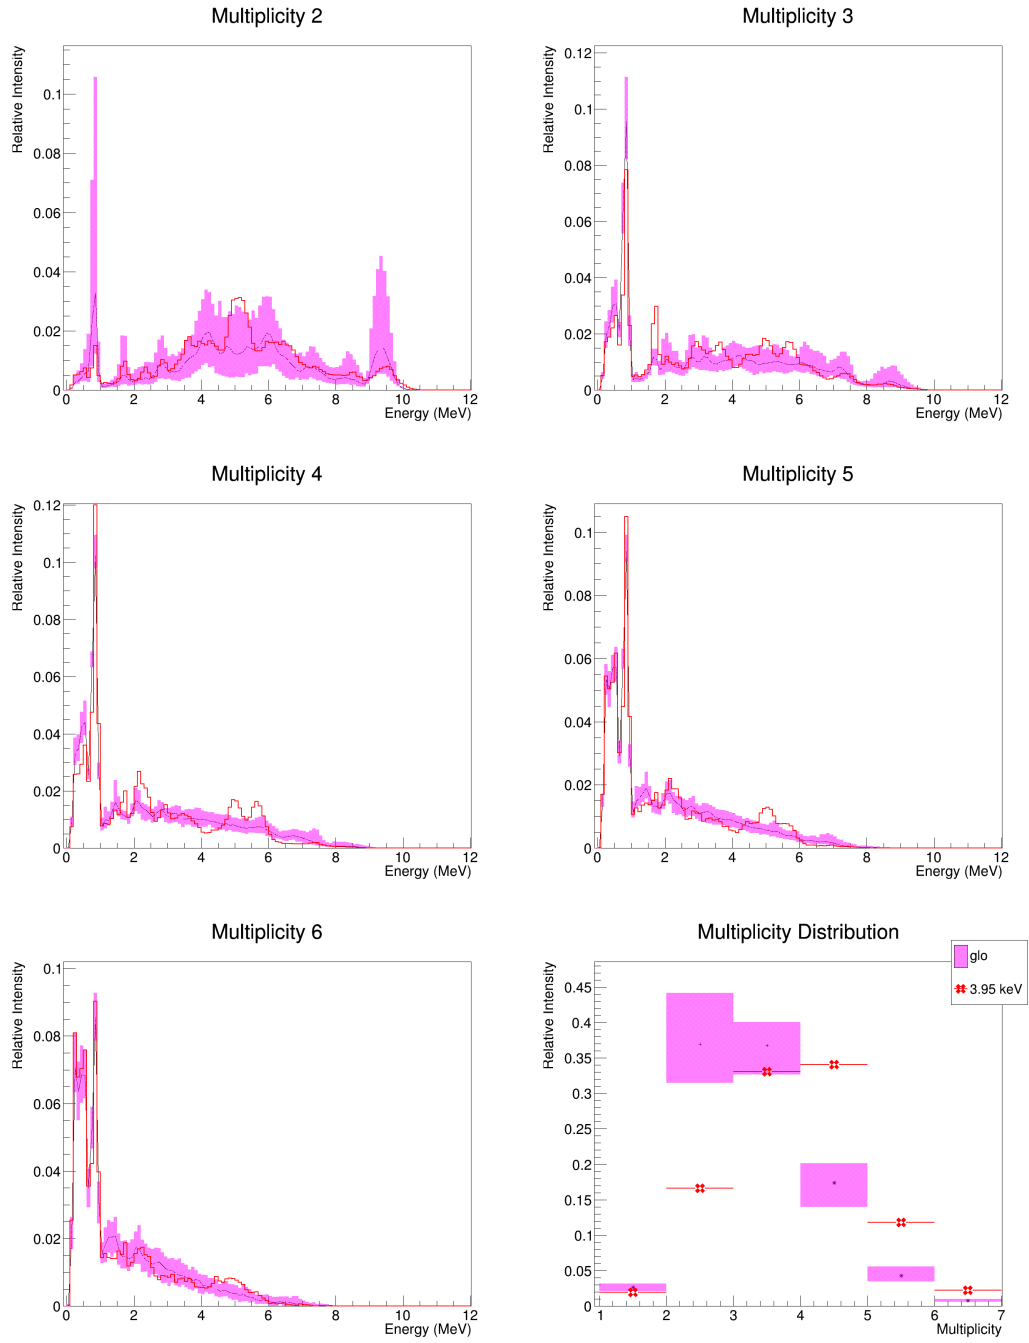 Multiplicity 2
Relative Intensity
0.1
0.08
0.06
0.04
0.02
0
0 2 4 6 8 10 12
Energy (MeV)
Multiplicity 3
Relative Intensity
0.12
0.1
0.08
0.06
0.04
0.02
0
0 2 4 6 8 10 12
Energy (MeV)
Multiplicity 4
Relative Intensity
0.12
0.1
0.08
0.06
0.04
0.02
0
0 2 4 6 8 10 12
Energy (MeV)
Multiplicity 5
Relative Intensity
0.1
0.08
0.06
0.04
0.02
0
0 2 4 6 8 10 12
Energy (MeV)
Multiplicity 6
Relative Intensity
0.1
0.08
0.06
0.04
0.02
0
0 2 4 6 8 10 12
Energy (MeV)
Multiplicity Distribution
glo
3.95 keV
Relative Intensity
0.45
0.4
0.35
0.3
0.25
0.2
0.15
0.1
0.05
0
1 2 3 4 5 6 7
Multiplicity